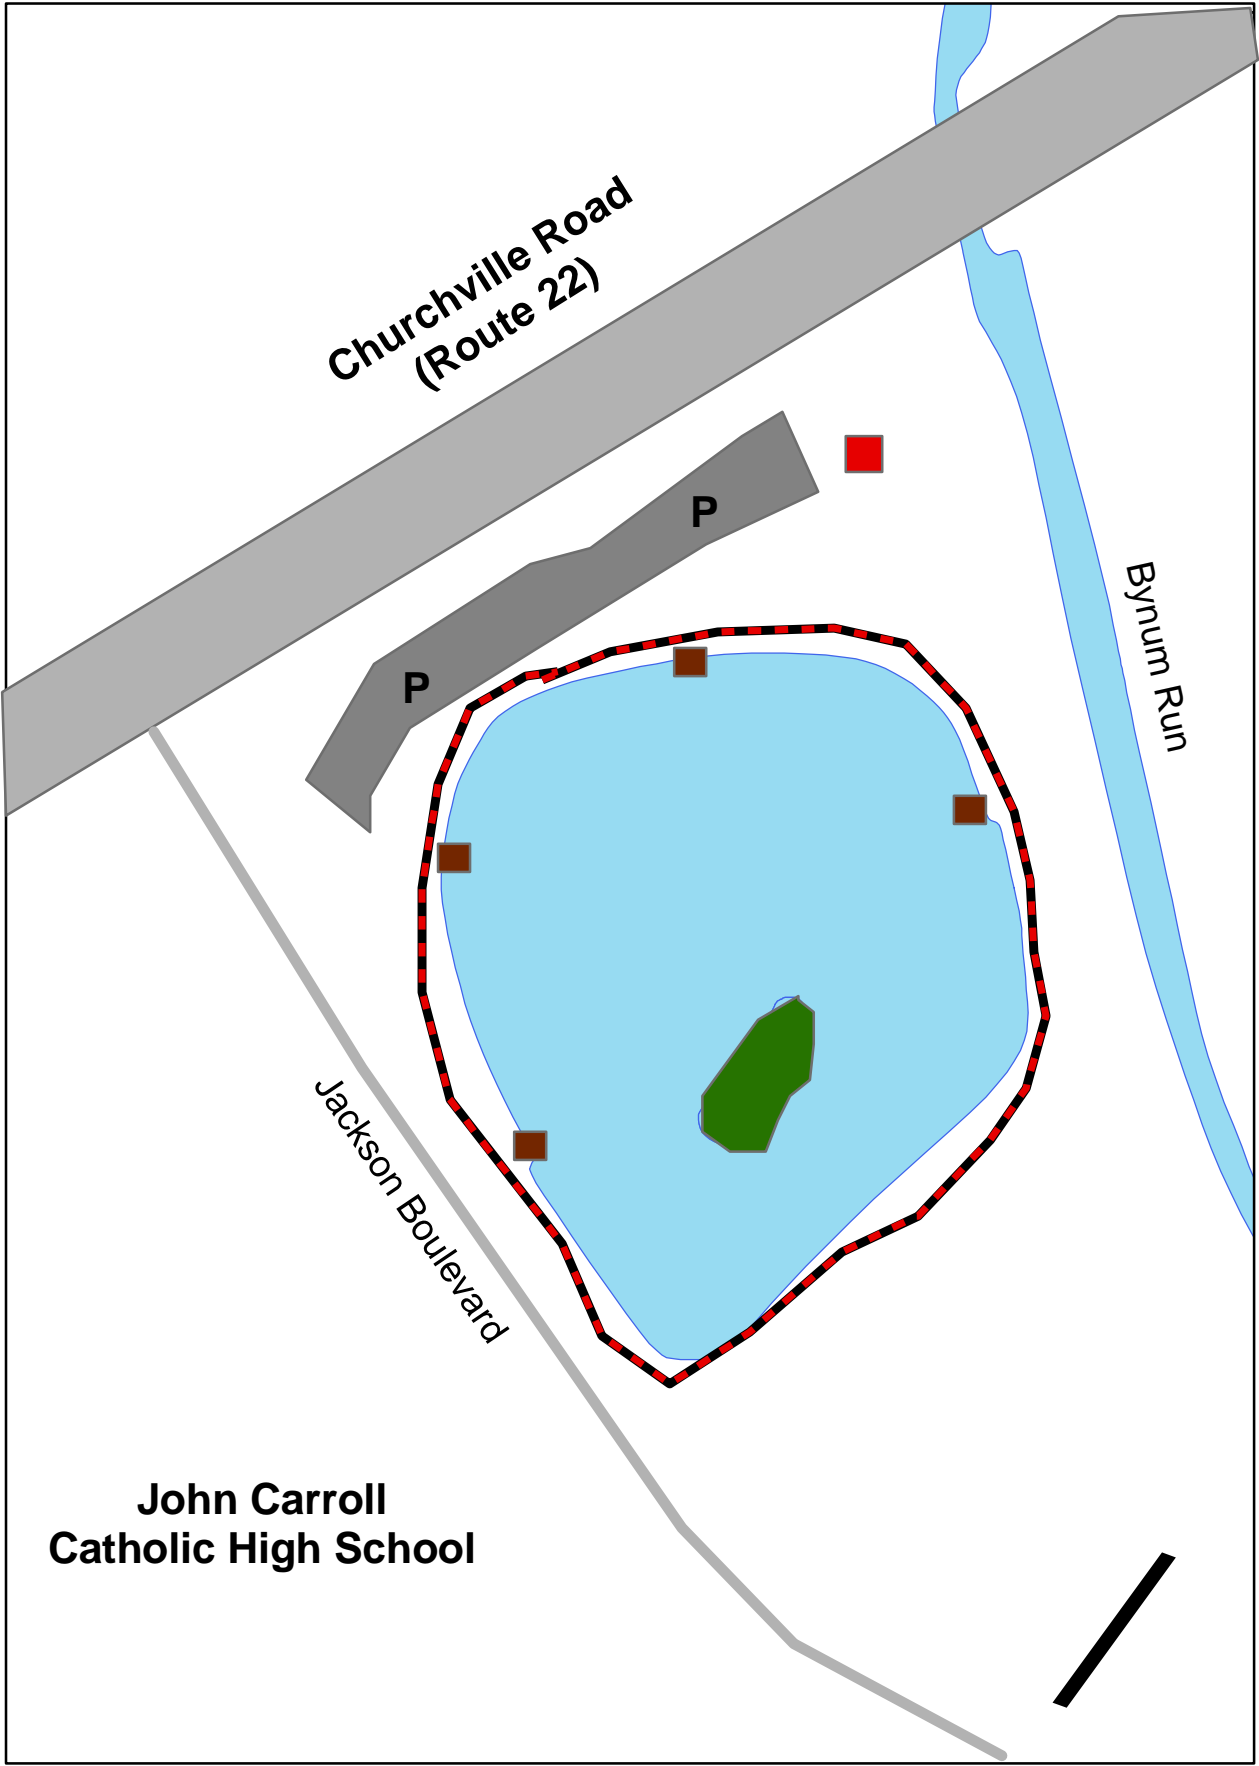 Churchville Road
(Route 22)
P
P
Bynum Run
Jackson Boulevard
John Carroll
Catholic High School